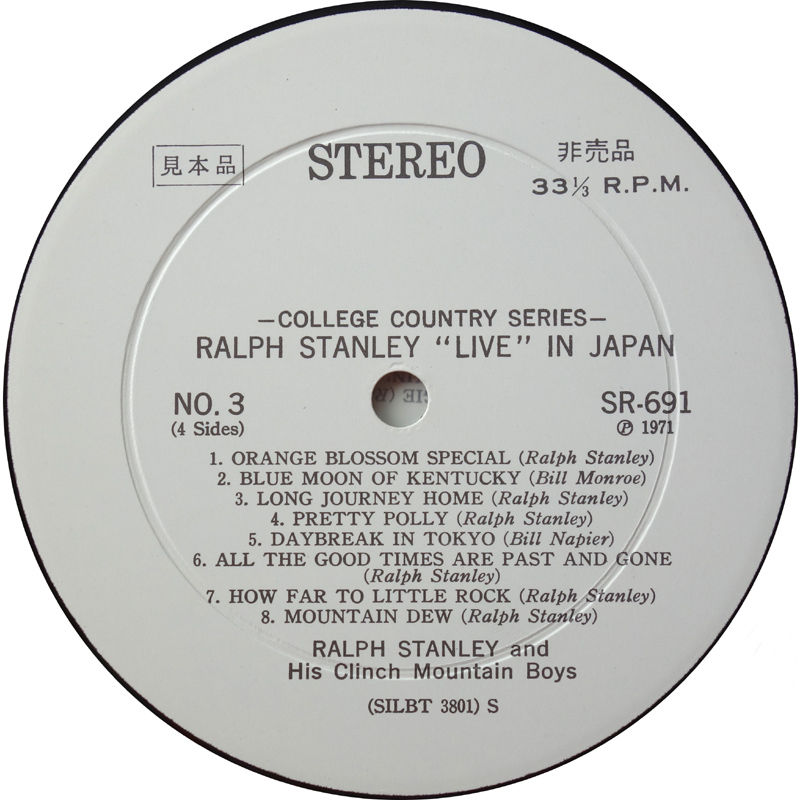 見本品
STEREO
非売品
33⅓ R.P.M.
—COLLEGE COUNTRY SERIES—
RALPH STANLEY “LIVE” IN JAPAN
NO. 3
(4 Sides)
SR-691
Ⓟ 1971
1. ORANGE BLOSSOM SPECIAL (Ralph Stanley)
2. BLUE MOON OF KENTUCKY (Bill Monroe)
3. LONG JOURNEY HOME (Ralph Stanley)
4. PRETTY POLLY (Ralph Stanley)
5. DAYBREAK IN TOKYO (Bill Napier)
6. ALL THE GOOD TIMES ARE PAST AND GONE
(Ralph Stanley)
7. HOW FAR TO LITTLE ROCK (Ralph Stanley)
8. MOUNTAIN DEW (Ralph Stanley)
RALPH STANLEY and
His Clinch Mountain Boys
(SILBT 3801) S